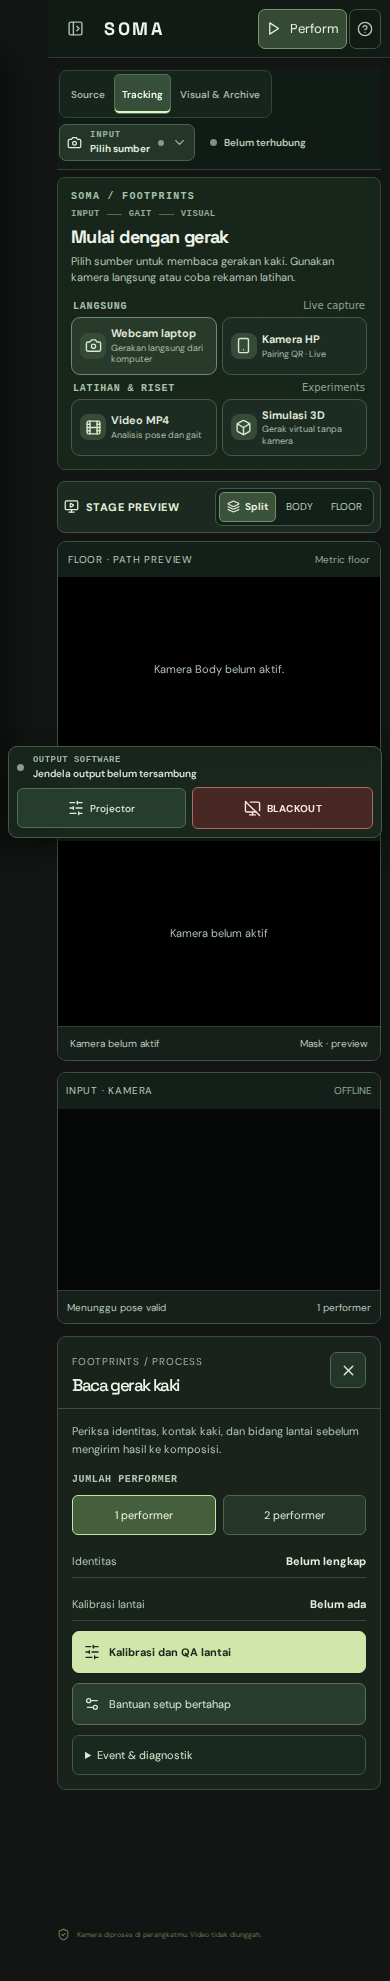 SOMA
Perform
Source
Tracking
Visual & Archive
INPUT
Pilih sumber
Belum terhubung
SOMA / FOOTPRINTS
INPUT — GAIT — VISUAL
Mulai dengan gerak
Pilih sumber untuk membaca gerakan kaki. Gunakan
kamera langsung atau coba rekaman latihan.
LANGSUNG
Live capture
Webcam laptop
Gerakan langsung dari
komputer
Kamera HP
Pairing QR · Live
LATIHAN & RISET
Experiments
Video MP4
Analisis pose dan gait
Simulasi 3D
Gerak virtual tanpa
kamera
STAGE PREVIEW
Split
BODY
FLOOR
FLOOR · PATH PREVIEW
Metric floor
Kamera Body belum aktif.
OUTPUT SOFTWARE
Jendela output belum tersambung
Projector
BLACKOUT
Kamera belum aktif
Kamera belum aktif
Mask · preview
INPUT · KAMERA
OFFLINE
Menunggu pose valid
1 performer
FOOTPRINTS / PROCESS
Baca gerak kaki
Periksa identitas, kontak kaki, dan bidang lantai sebelum
mengirim hasil ke komposisi.
JUMLAH PERFORMER
1 performer
2 performer
Identitas
Belum lengkap
Kalibrasi lantai
Belum ada
Kalibrasi dan QA lantai
Bantuan setup bertahap
Event & diagnostik
Kamera diproses di perangkatmu. Video tidak diunggah.